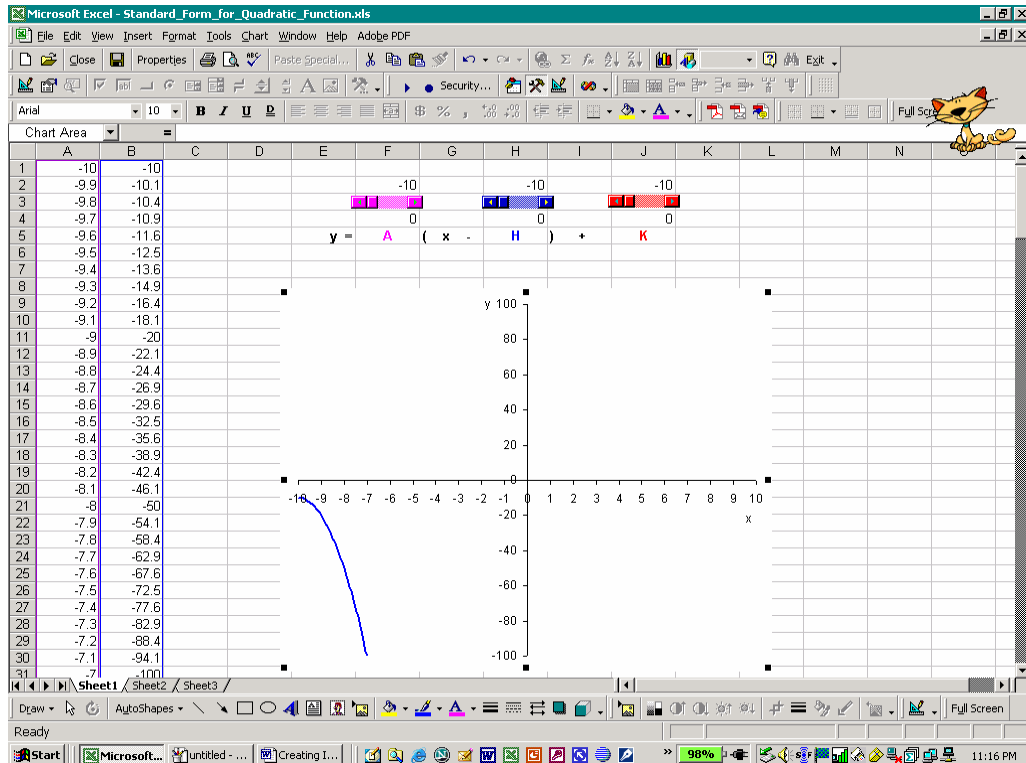 Microsoft Excel - Standard_Form_for_Quadratic_Function.xls
File Edit View Insert Format Tools Chart Window Help Adobe PDF
Close Properties Paste Special... Exit
Security...
Arial 10 B I U D $ % , Full
Chart Area =
A B C D E F G H I J K L M N
1 -10 -10
2 -9.9 -10.1 -10 -10 -10
3 -9.8 -10.4
4 -9.7 -10.9 0 0 0
5 -9.6 -11.6 y = A ( x - H ) + K
6 -9.5 -12.5
7 -9.4 -13.6
8 -9.3 -14.9
9 -9.2 -16.4 y 100
10 -9.1 -18.1
11 -9 -20 80
12 -8.9 -22.1
13 -8.8 -24.4 60
14 -8.7 -26.9
15 -8.6 -29.6 40
16 -8.5 -32.5
17 -8.4 -35.6 20
18 -8.3 -38.9
19 -8.2 -42.4 0
20 -8.1 -46.1 -10 -9 -8 -7 -6 -5 -4 -3 -2 -1 0 1 2 3 4 5 6 7 8 9 10
21 -8 -50 -20 x
22 -7.9 -54.1
23 -7.8 -58.4 -40
24 -7.7 -62.9
25 -7.6 -67.6 -60
26 -7.5 -72.5
27 -7.4 -77.6 -80
28 -7.3 -82.9
29 -7.2 -88.4 -100
30 -7.1 -94.1
31 -7 -100
Sheet1 Sheet2 Sheet3
Draw AutoShapes Full Screen
Ready
Start Microsoft... untitled - ... Creating I... 98% 11:16 PM